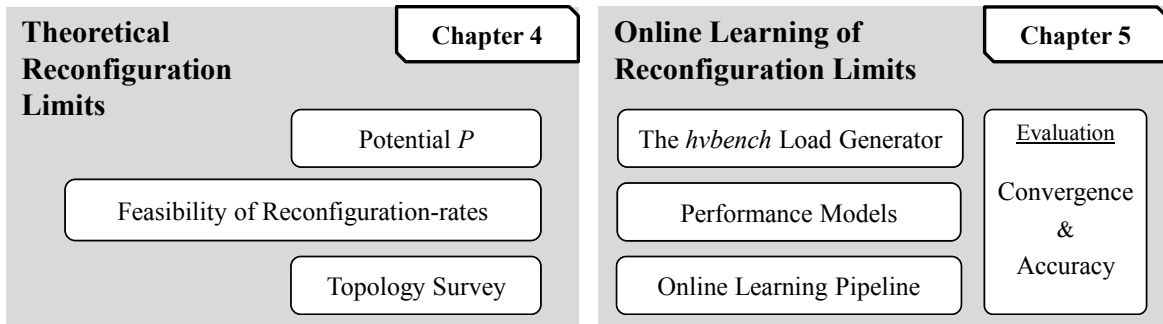 Theoretical
Reconfiguration
Limits
Chapter 4
Potential P
Feasibility of Reconfiguration-rates
Topology Survey
Online Learning of
Reconfiguration Limits
Chapter 5
The hvbench Load Generator
Performance Models
Online Learning Pipeline
Evaluation
Convergence
&
Accuracy